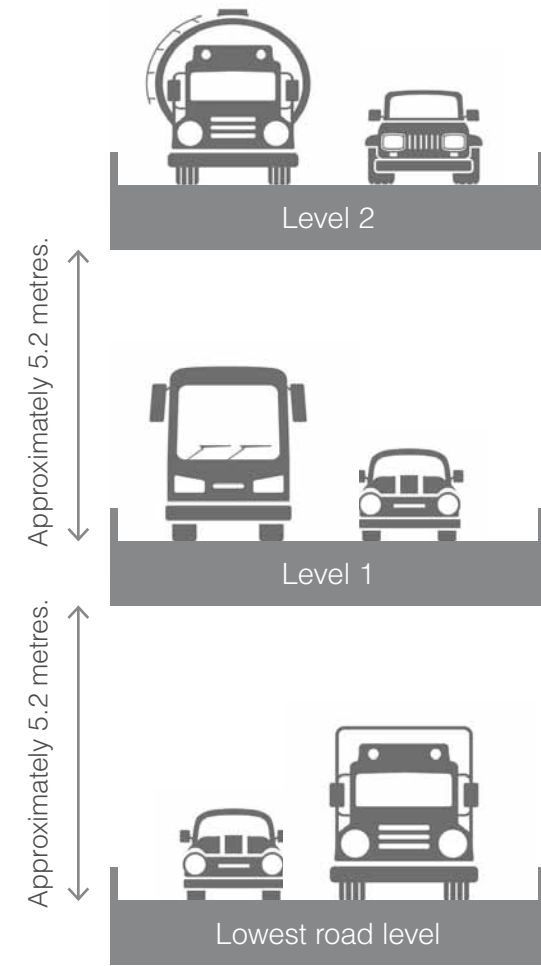 Level 2
Approximately 5.2 metres.
Level 1
Approximately 5.2 metres.
Lowest road level